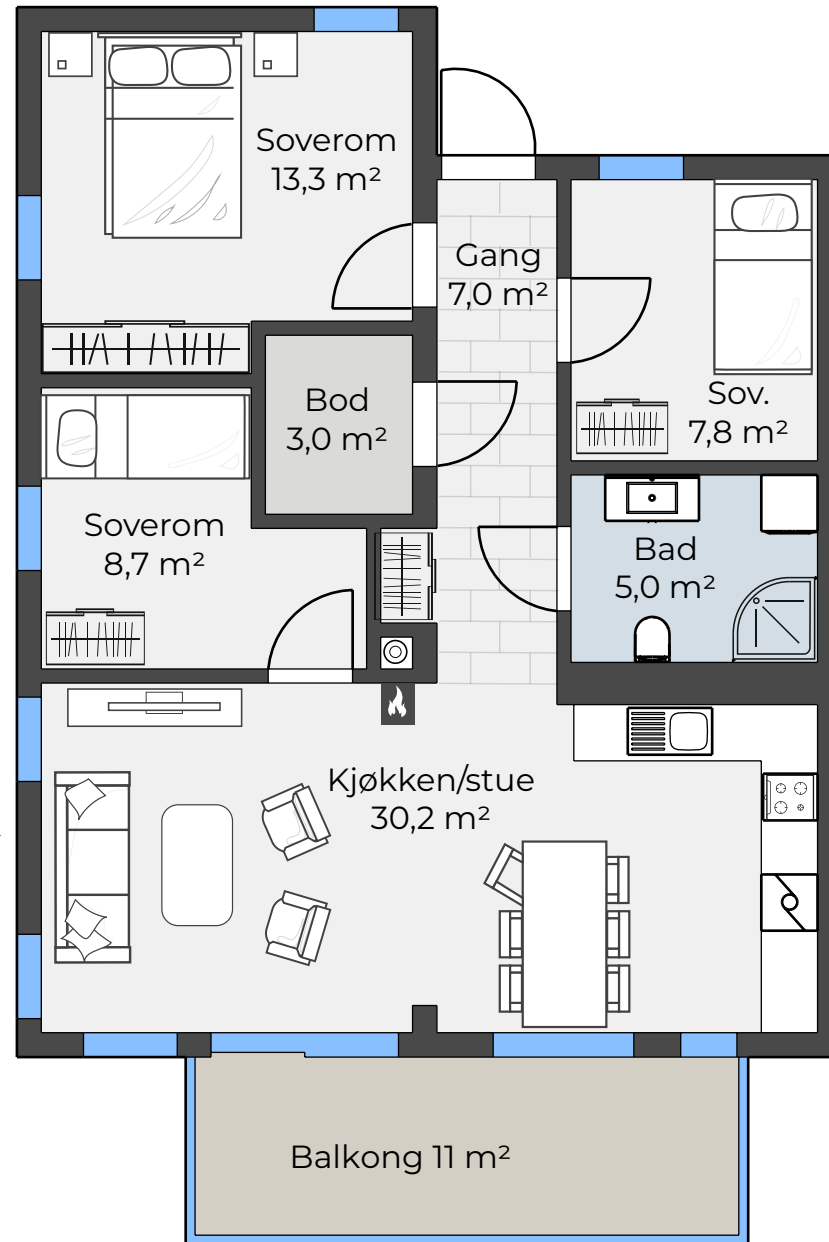 Soverom
13,3 m²
Gang
7,0 m²
Bod
3,0 m²
Sov.
7,8 m²
Soverom
8,7 m²
Bad
5,0 m²
Kjøkken/stue
30,2 m²
Balkong 11 m²